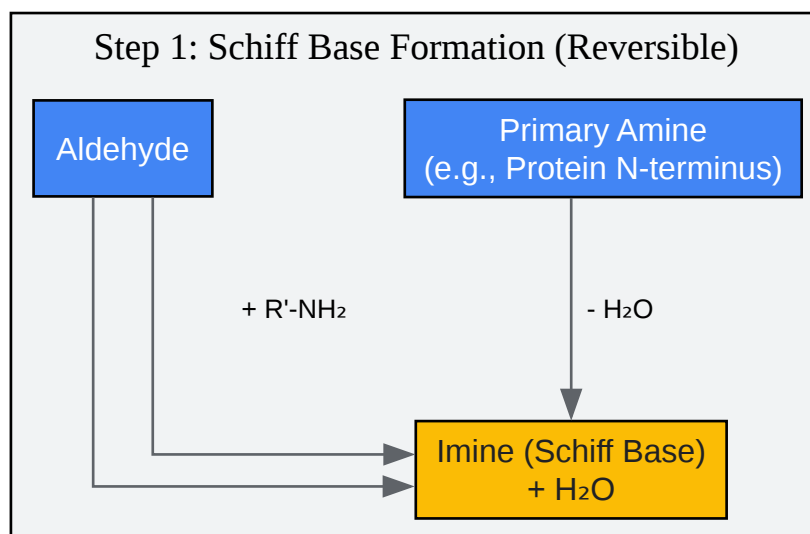 Step 1: Schiff Base Formation (Reversible)
Aldehyde
Primary Amine
(e.g., Protein N-terminus)
+ R'-NH₂
- H₂O
Imine (Schiff Base)
+ H₂O